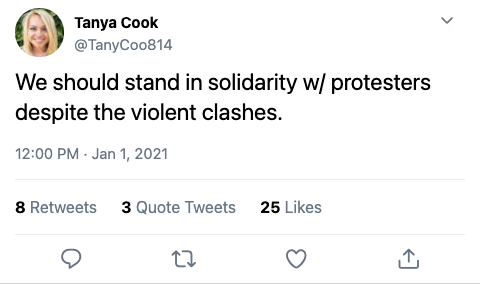 Tanya Cook
@TanyCoo814
We should stand in solidarity w/ protesters
despite the violent clashes.
12:00 PM · Jan 1, 2021
8 Retweets 3 Quote Tweets 25 Likes